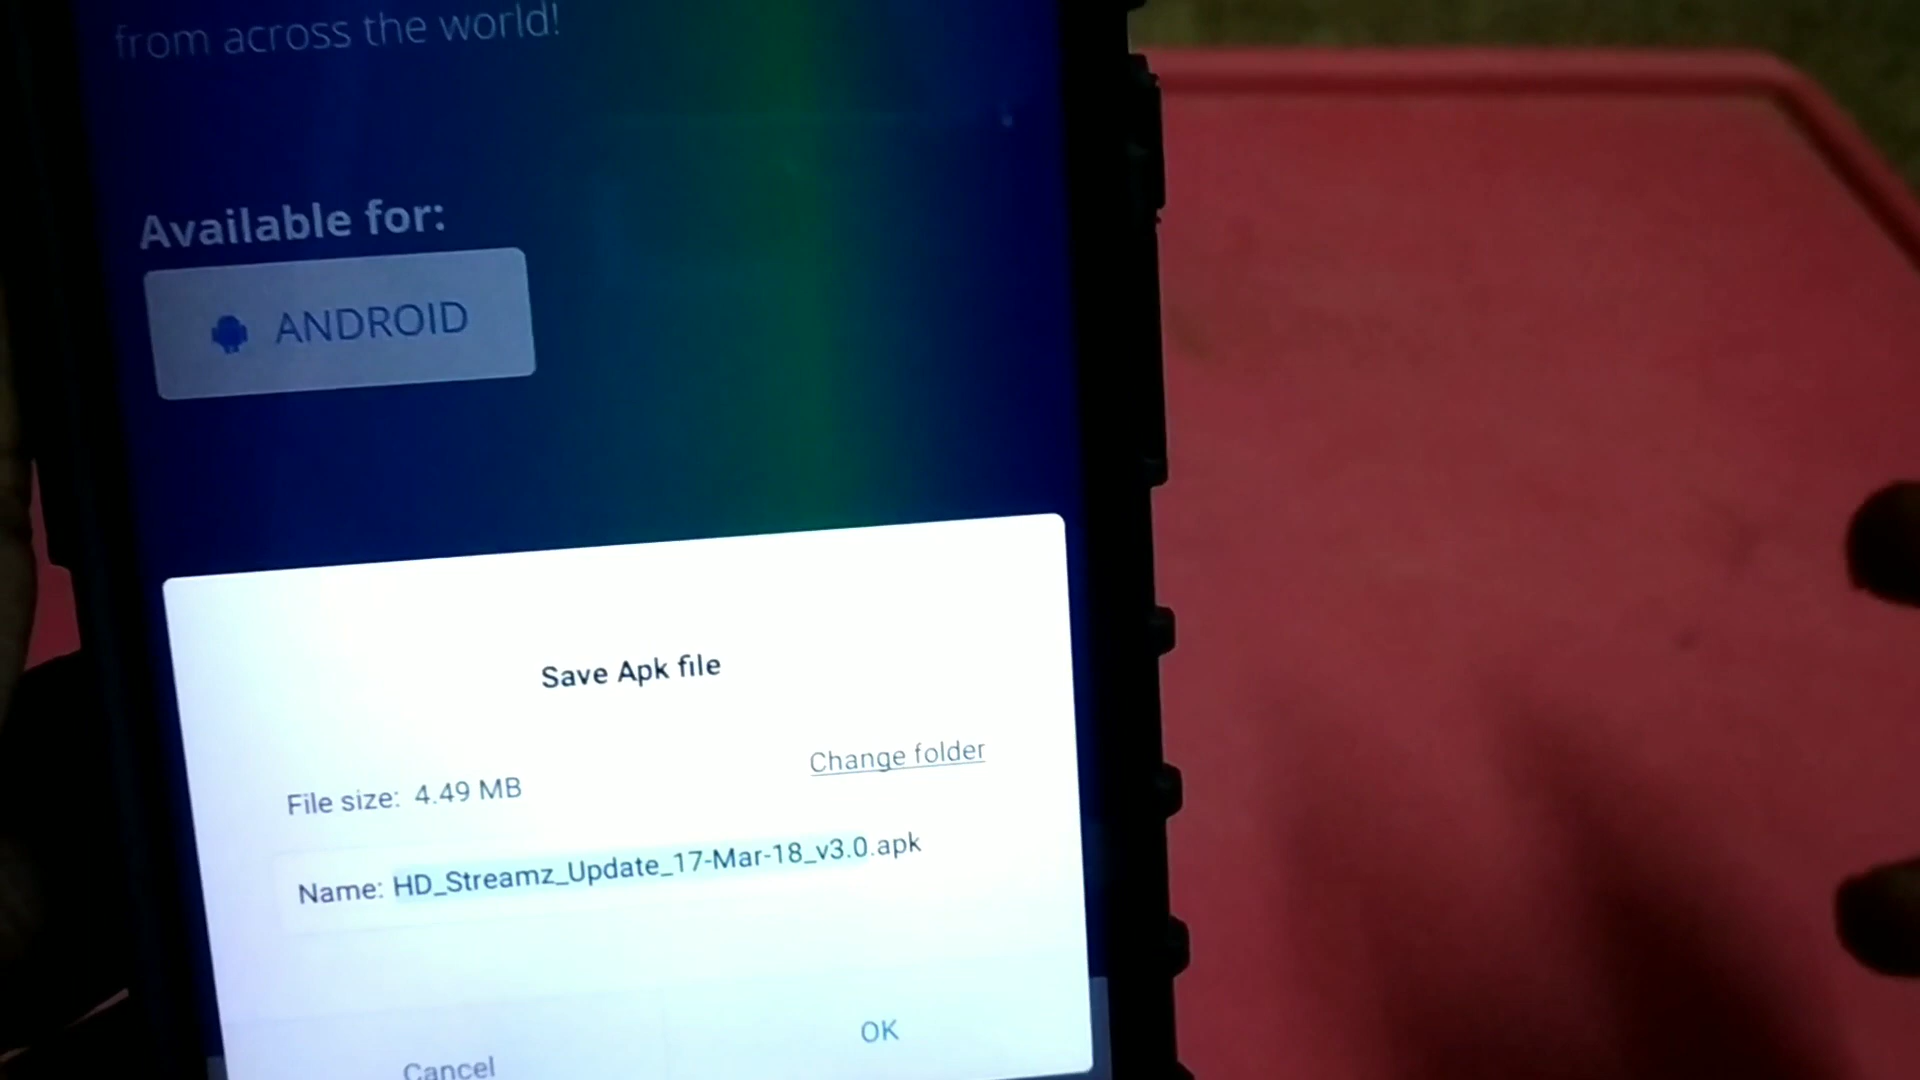 from across the world!
Available for:
ANDROID
Save Apk file
Change folder
File size: 4.49 MB
Name: HD_Streamz_Update_17-Mar-18_v3.0.apk
OK
Cancel